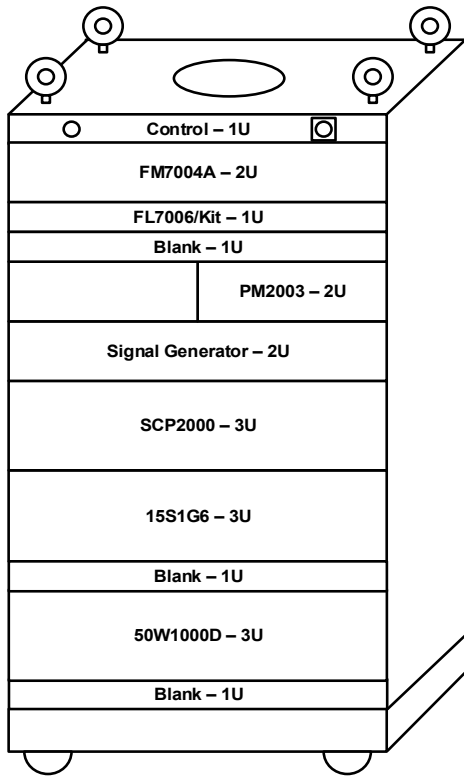 Control – 1U
FM7004A – 2U
FL7006/Kit – 1U
Blank – 1U
PM2003 – 2U
Signal Generator – 2U
SCP2000 – 3U
15S1G6 – 3U
Blank – 1U
50W1000D – 3U
Blank – 1U